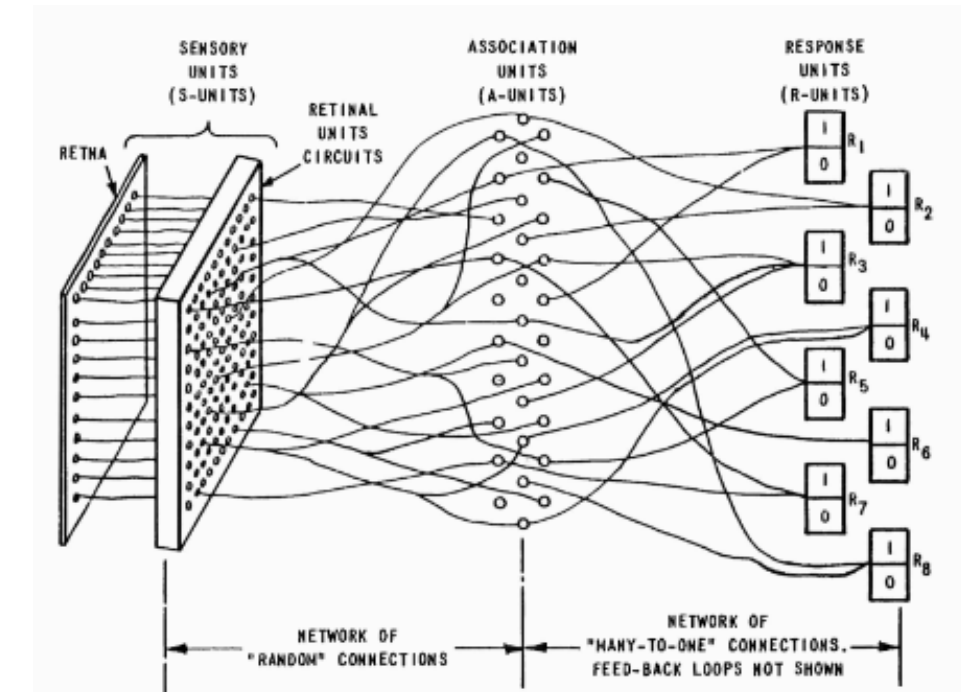 SENSORY
UNITS
(S-UNITS)
RETINAL
UNITS
CIRCUITS
RETNA
ASSOCIATION
UNITS
(A-UNITS)
RESPONSE
UNITS
(R-UNITS)
1
0
R1
1
0
R2
1
0
R3
1
0
R4
1
0
R5
1
0
R6
1
0
R7
1
0
R8
NETWORK OF
"RANDOM" CONNECTIONS
NETWORK OF
"MANY-TO-ONE" CONNECTIONS.
FEED-BACK LOOPS NOT SHOWN